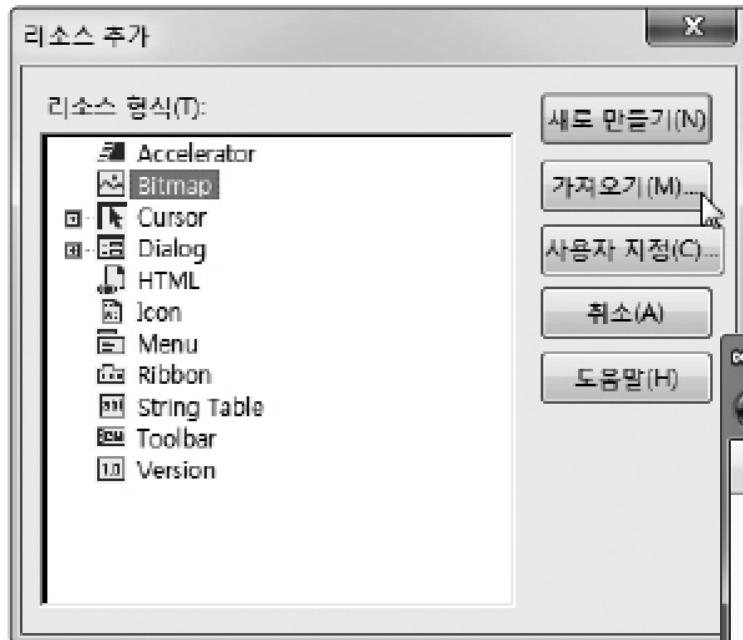 리소스 추가
리소스 형식(T):
Accelerator
Bitmap
Cursor
Dialog
HTML
Icon
Menu
Ribbon
String Table
Toolbar
Version
새로 만들기(N)
가져오기(M)...
사용자 지정(C)...
취소(A)
도움말(H)